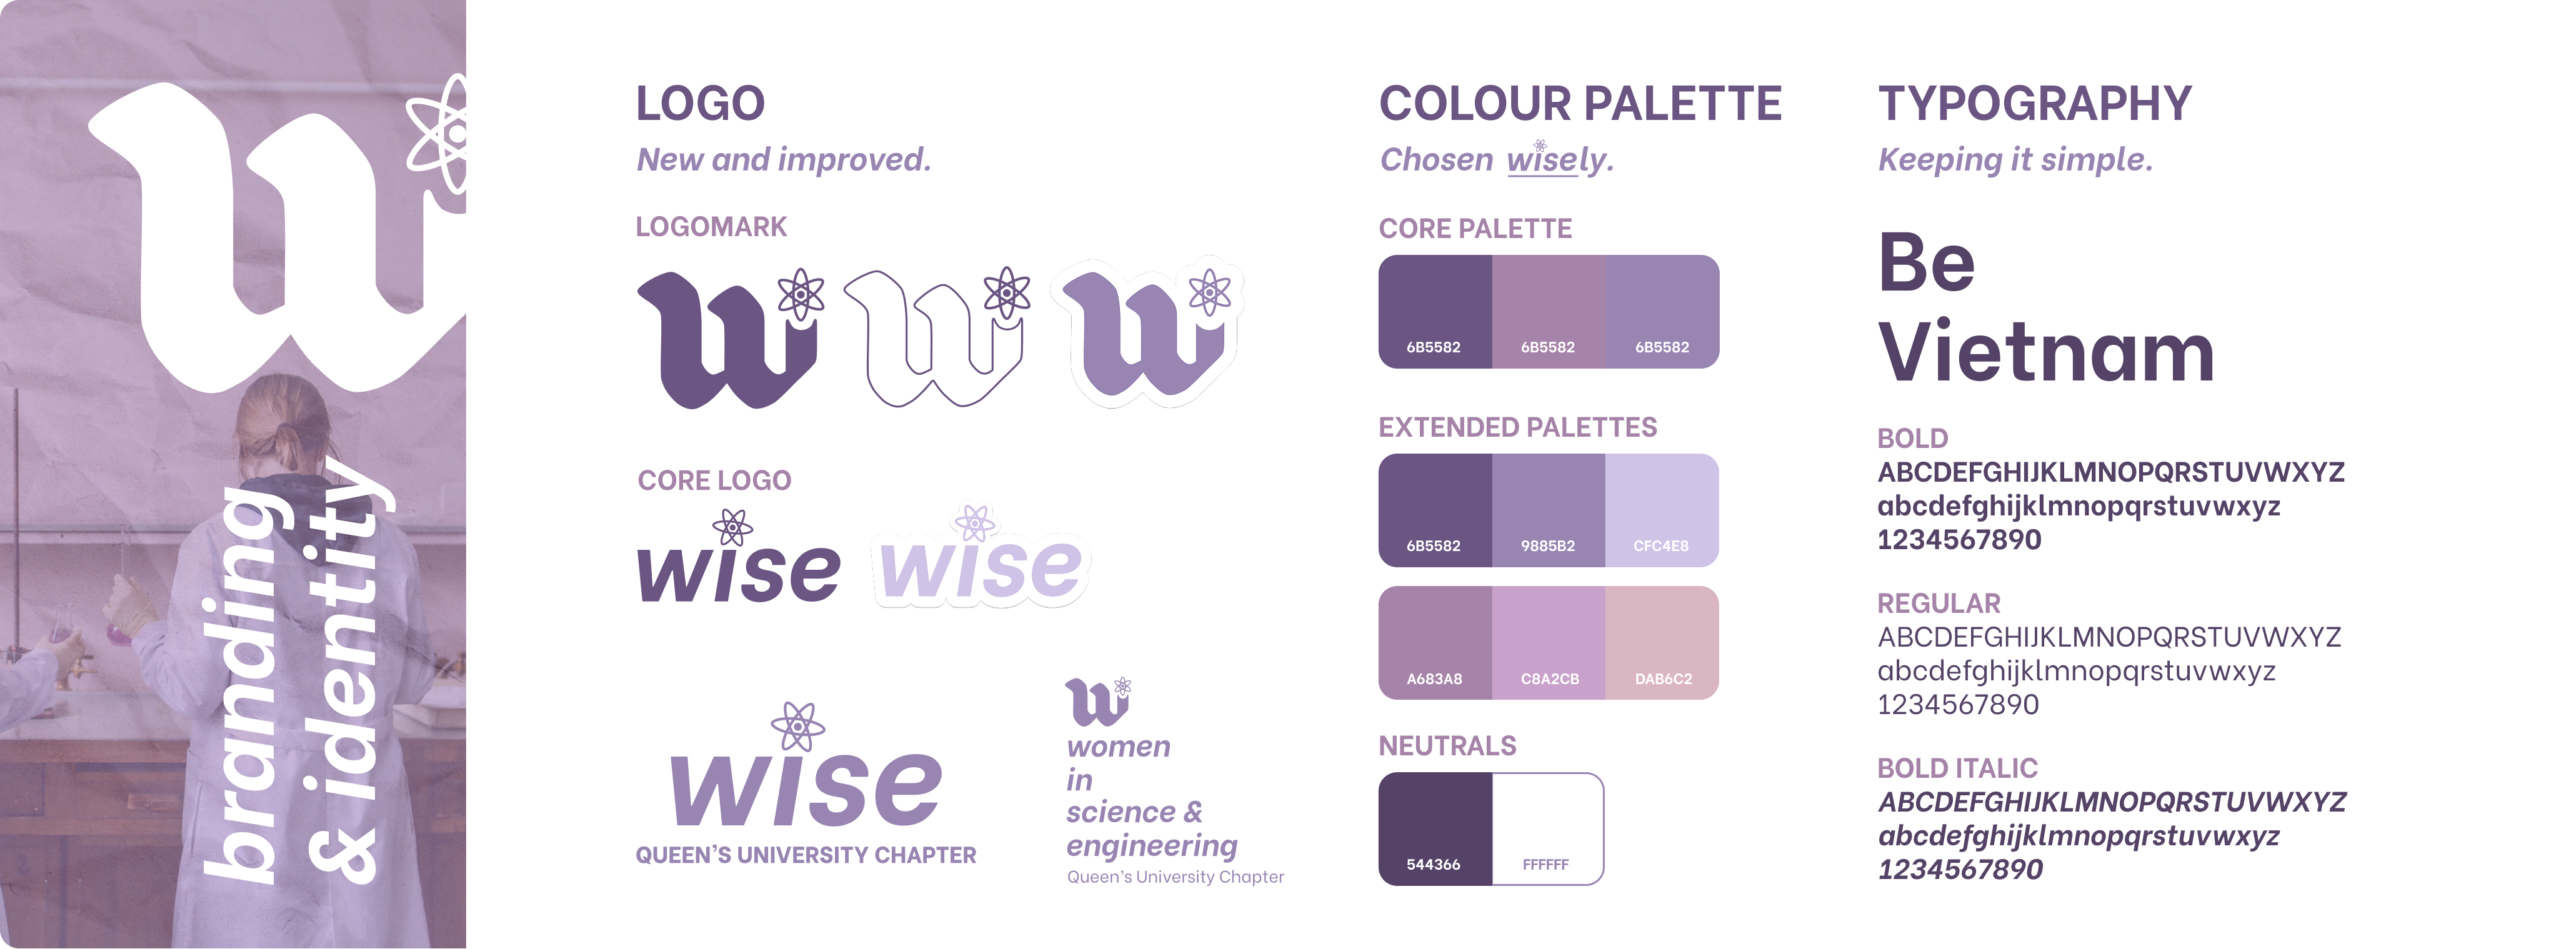 w
branding
& identity
LOGO
New and improved.
LOGOMARK
w w w
CORE LOGO
wise wise
wise
QUEEN'S UNIVERSITY CHAPTER
w
women
in
science &
engineering
Queen's University Chapter
COLOUR PALETTE
Chosen wisely.
CORE PALETTE
6B5582 6B5582 6B5582
EXTENDED PALETTES
6B5582 9885B2 CFC4E8
A683A8 C8A2CB DAB6C2
NEUTRALS
544366 FFFFFF
TYPOGRAPHY
Keeping it simple.
Be
Vietnam
BOLD
ABCDEFGHIJKLMNOPQRSTUVWXYZ
abcdefghijklmnopqrstuvwxyz
1234567890
REGULAR
ABCDEFGHIJKLMNOPQRSTUVWXYZ
abcdefghijklmnopqrstuvwxyz
1234567890
BOLD ITALIC
ABCDEFGHIJKLMNOPQRSTUVWXYZ
abcdefghijklmnopqrstuvwxyz
1234567890